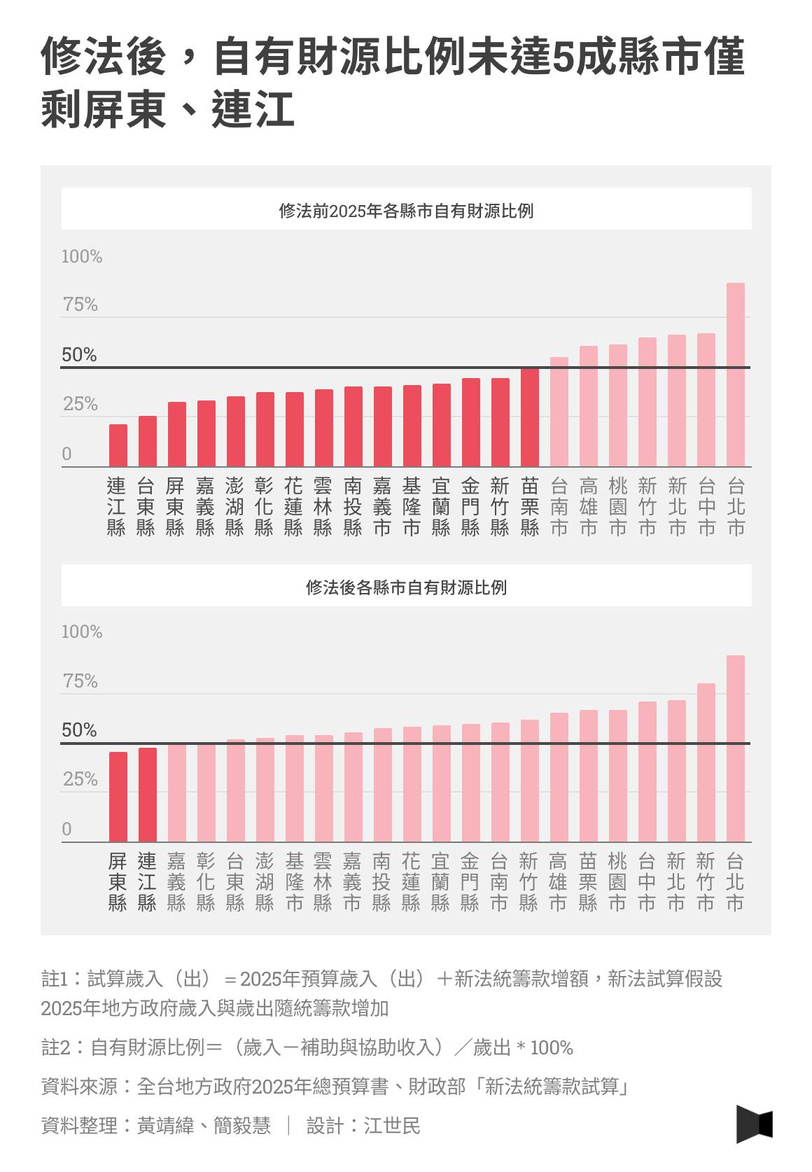 修法後，自有財源比例未達5成縣市僅
剩屏東、連江
修法前2025年各縣市自有財源比例
100%
75%
50%
25%
0
連江縣
台東縣
屏東縣
嘉義縣
澎湖縣
彰化縣
花蓮縣
雲林縣
南投縣
嘉義市
基隆市
宜蘭縣
金門縣
新竹縣
苗栗縣
台南市
高雄市
桃園市
新竹市
新北市
台中市
台北市
修法後各縣市自有財源比例
100%
75%
50%
25%
0
屏東縣
連江縣
嘉義縣
彰化縣
台東縣
澎湖縣
基隆市
雲林縣
嘉義市
南投縣
花蓮縣
宜蘭縣
金門縣
台南市
新竹縣
高雄市
苗栗縣
桃園市
台中市
新北市
新竹市
台北市
註1：試算歲入（出）＝2025年預算歲入（出）＋新法統籌款增額，新法試算假設
2025年地方政府歲入與歲出隨統籌款增加
註2：自有財源比例＝（歲入－補助與協助收入）／歲出＊100%
資料來源：全台地方政府2025年總預算書、財政部「新法統籌款試算」
資料整理：黃靖緯、簡毅慧｜設計：江世民